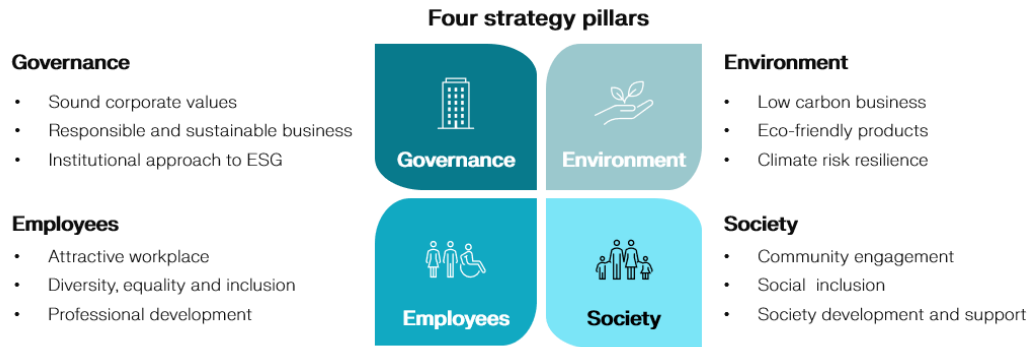 Four strategy pillars
Governance
• Sound corporate values
• Responsible and sustainable business
• Institutional approach to ESG
Governance
Environment
Environment
• Low carbon business
• Eco-friendly products
• Climate risk resilience
Employees
• Attractive workplace
• Diversity, equality and inclusion
• Professional development
Employees
Society
Society
• Community engagement
• Social  inclusion
• Society development and support